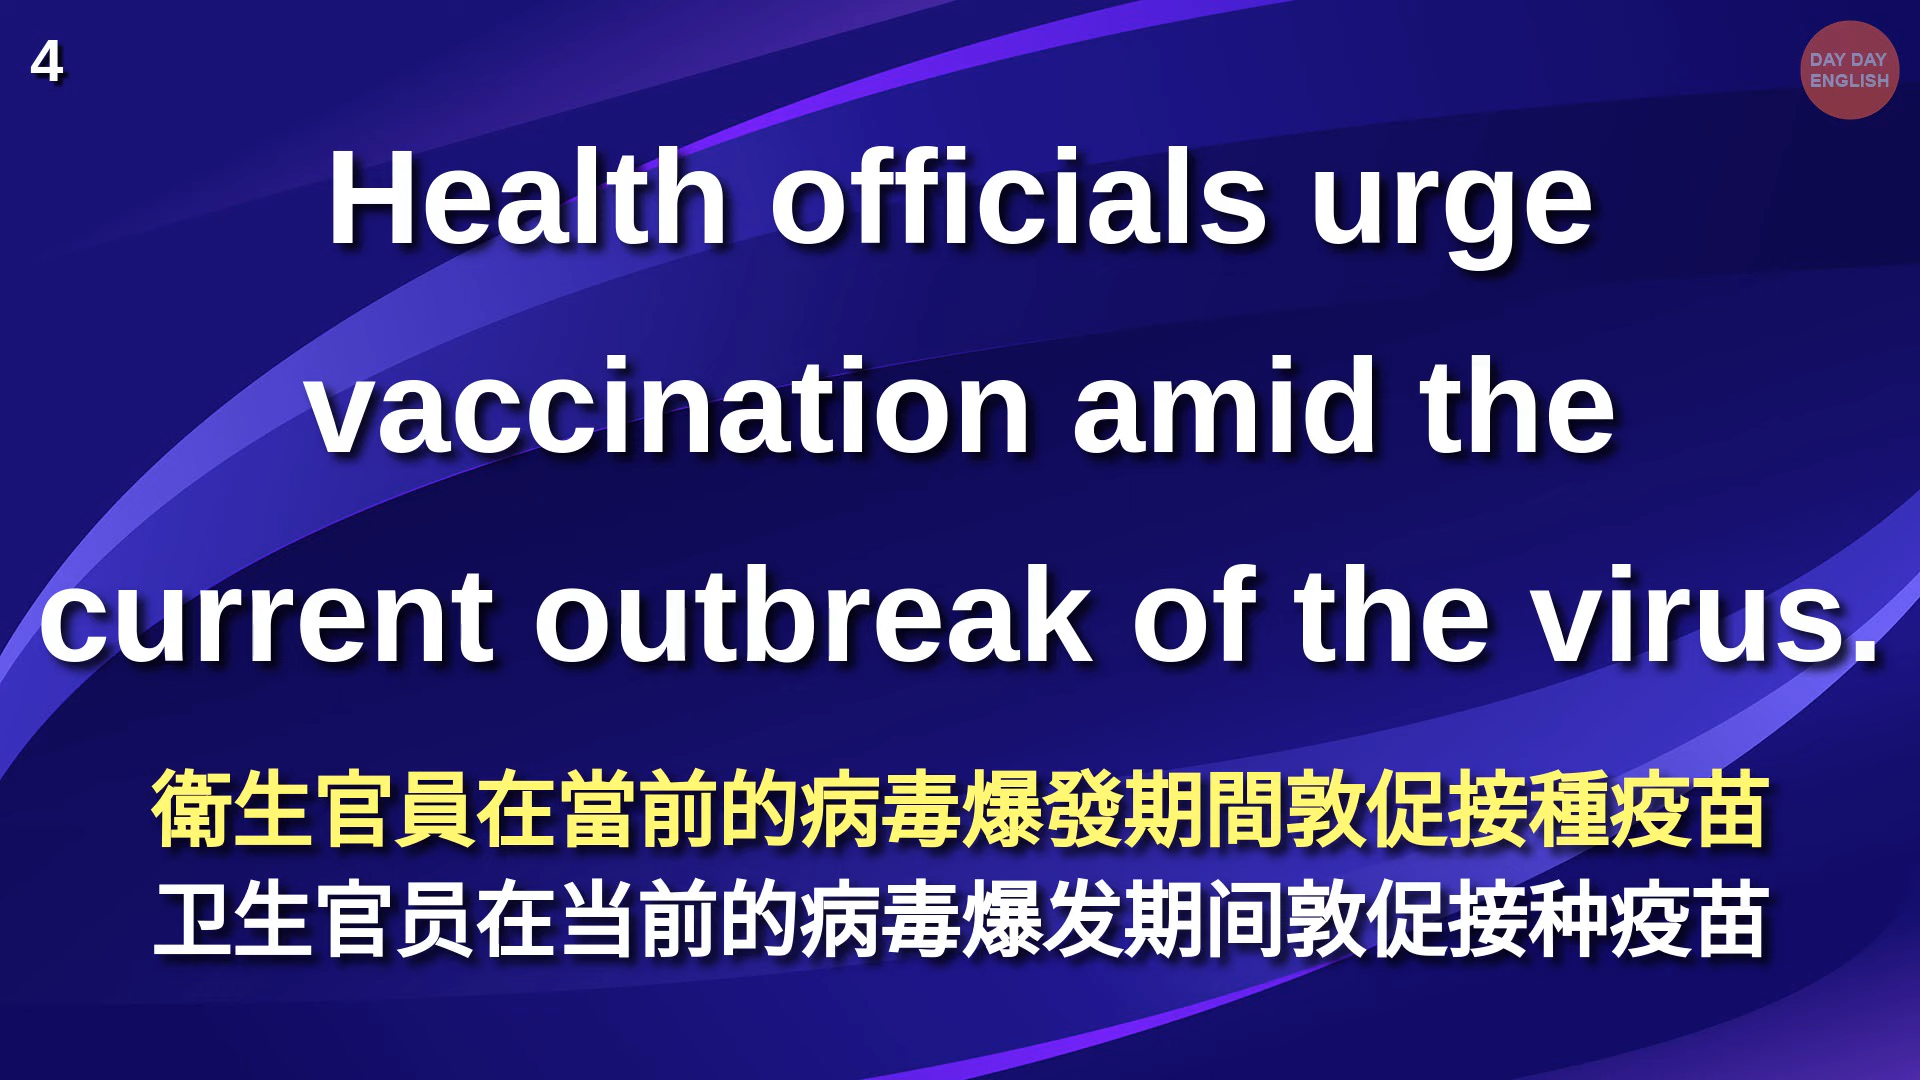 4
DAY DAY
ENGLISH
Health officials urge
vaccination amid the
current outbreak of the virus.
衛生官員在當前的病毒爆發期間敦促接種疫苗
卫生官员在当前的病毒爆发期间敦促接种疫苗